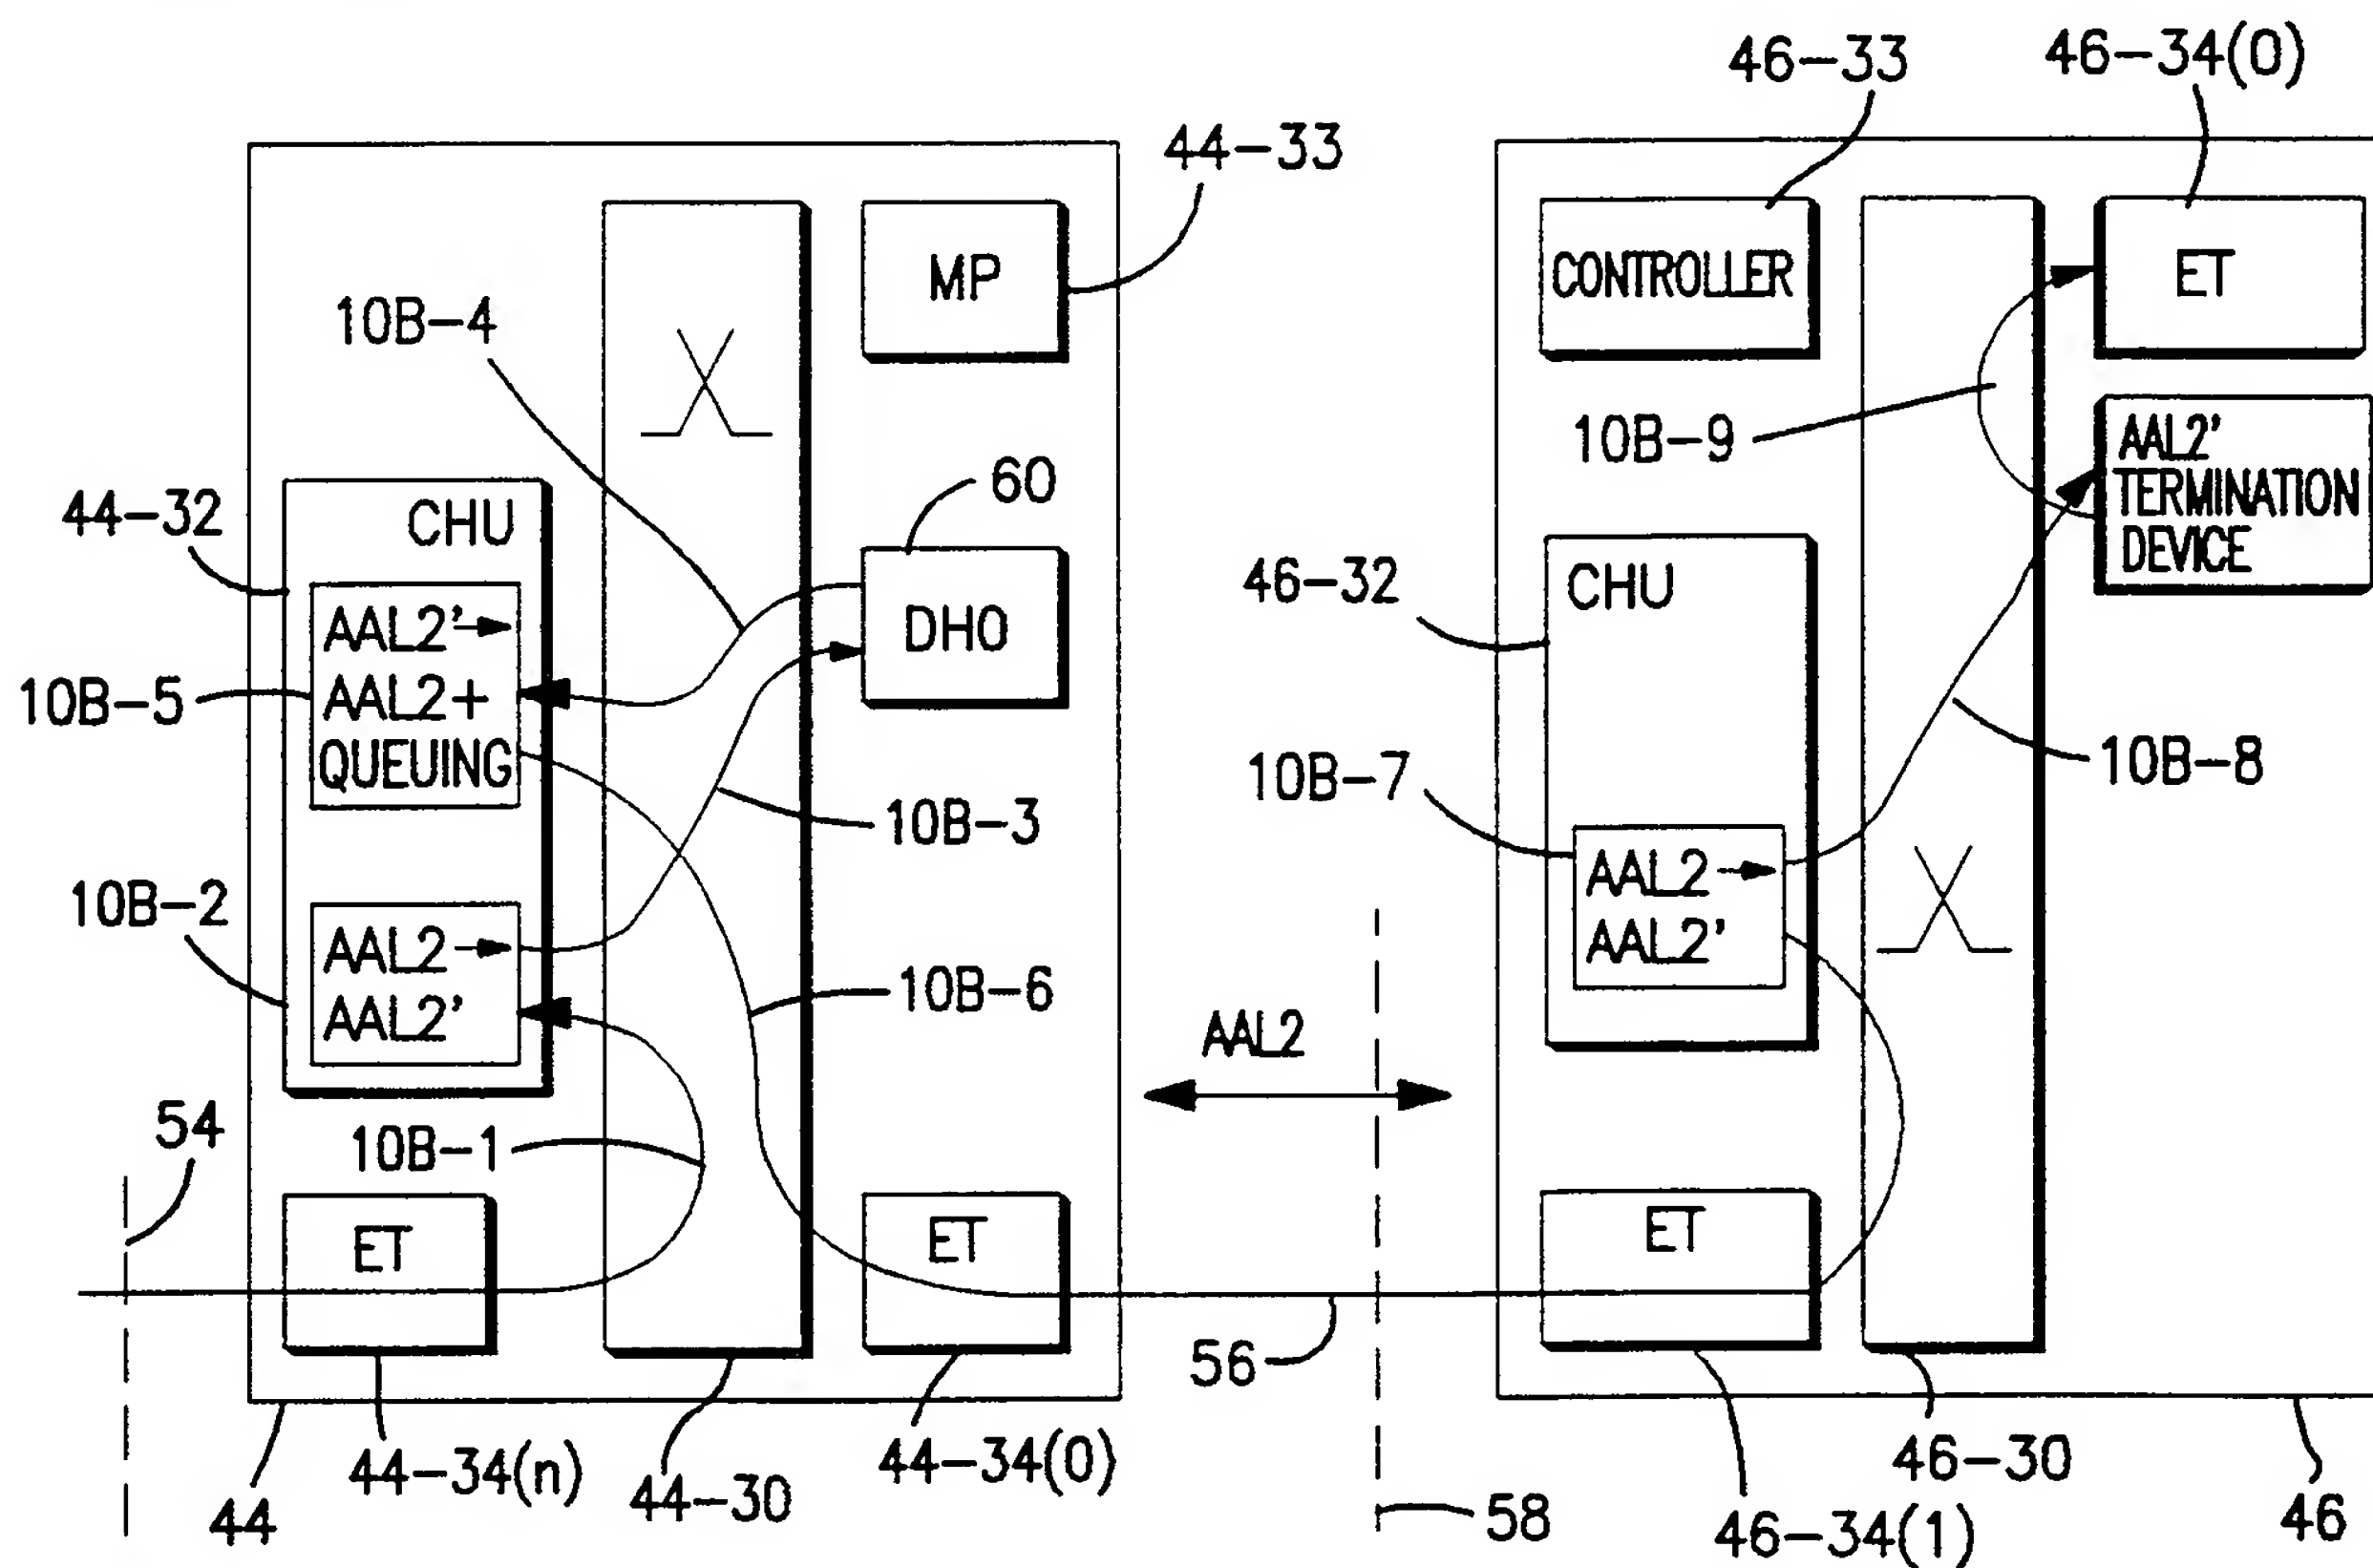 46-33
46-34(0)
44-33
MP
CONTROLLER
ET
10B-4
10B-9
AAL2'
TERMINATION
DEVICE
60
44-32
CHU
DHO
46-32
CHU
AAL2'→
AAL2+
QUEUING
10B-5
10B-7
10B-8
10B-3
AAL2→
AAL2'
10B-2
AAL2→
AAL2'
10B-6
AAL2
54
10B-1
ET
ET
ET
56
44-34(n)
44-30
44-34(0)
46-30
44
58
46-34(1)
46